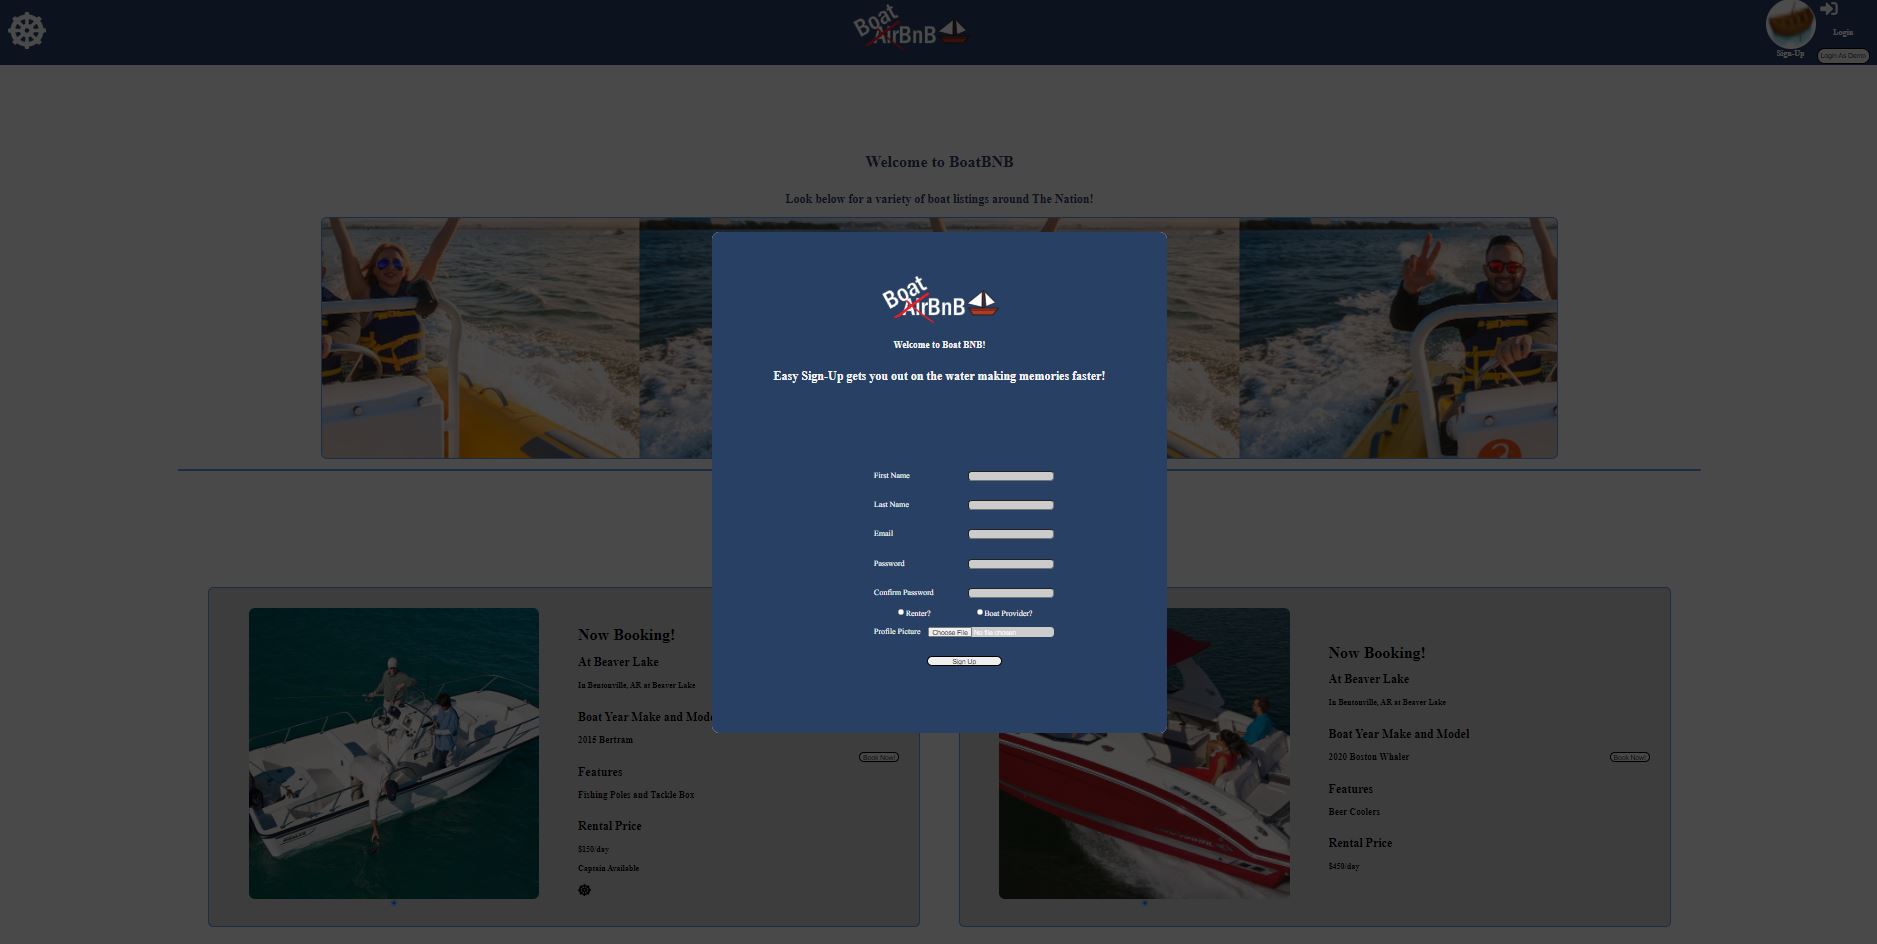 Boat
AirBnB
Login
Sign-Up
Login As Demo
Welcome to BoatBNB
Look below for a variety of boat listings around The Nation!
Boat
AirBnB
Welcome to Boat BNB!
Easy Sign-Up gets you out on the water making memories faster!
First Name
Last Name
Email
Password
Confirm Password
Renter? Boat Provider?
Profile Picture Choose File No file chosen
Sign Up
Now Booking!
At Beaver Lake
In Bentonville, AR at Beaver Lake
Boat Year Make and Mode
2015 Bertram
Book Now!
Features
Fishing Poles and Tackle Box
Rental Price
$150/day
Captain Available
Now Booking!
At Beaver Lake
In Bentonville, AR at Beaver Lake
Boat Year Make and Model
2020 Boston Whaler
Book Now!
Features
Beer Coolers
Rental Price
$450/day